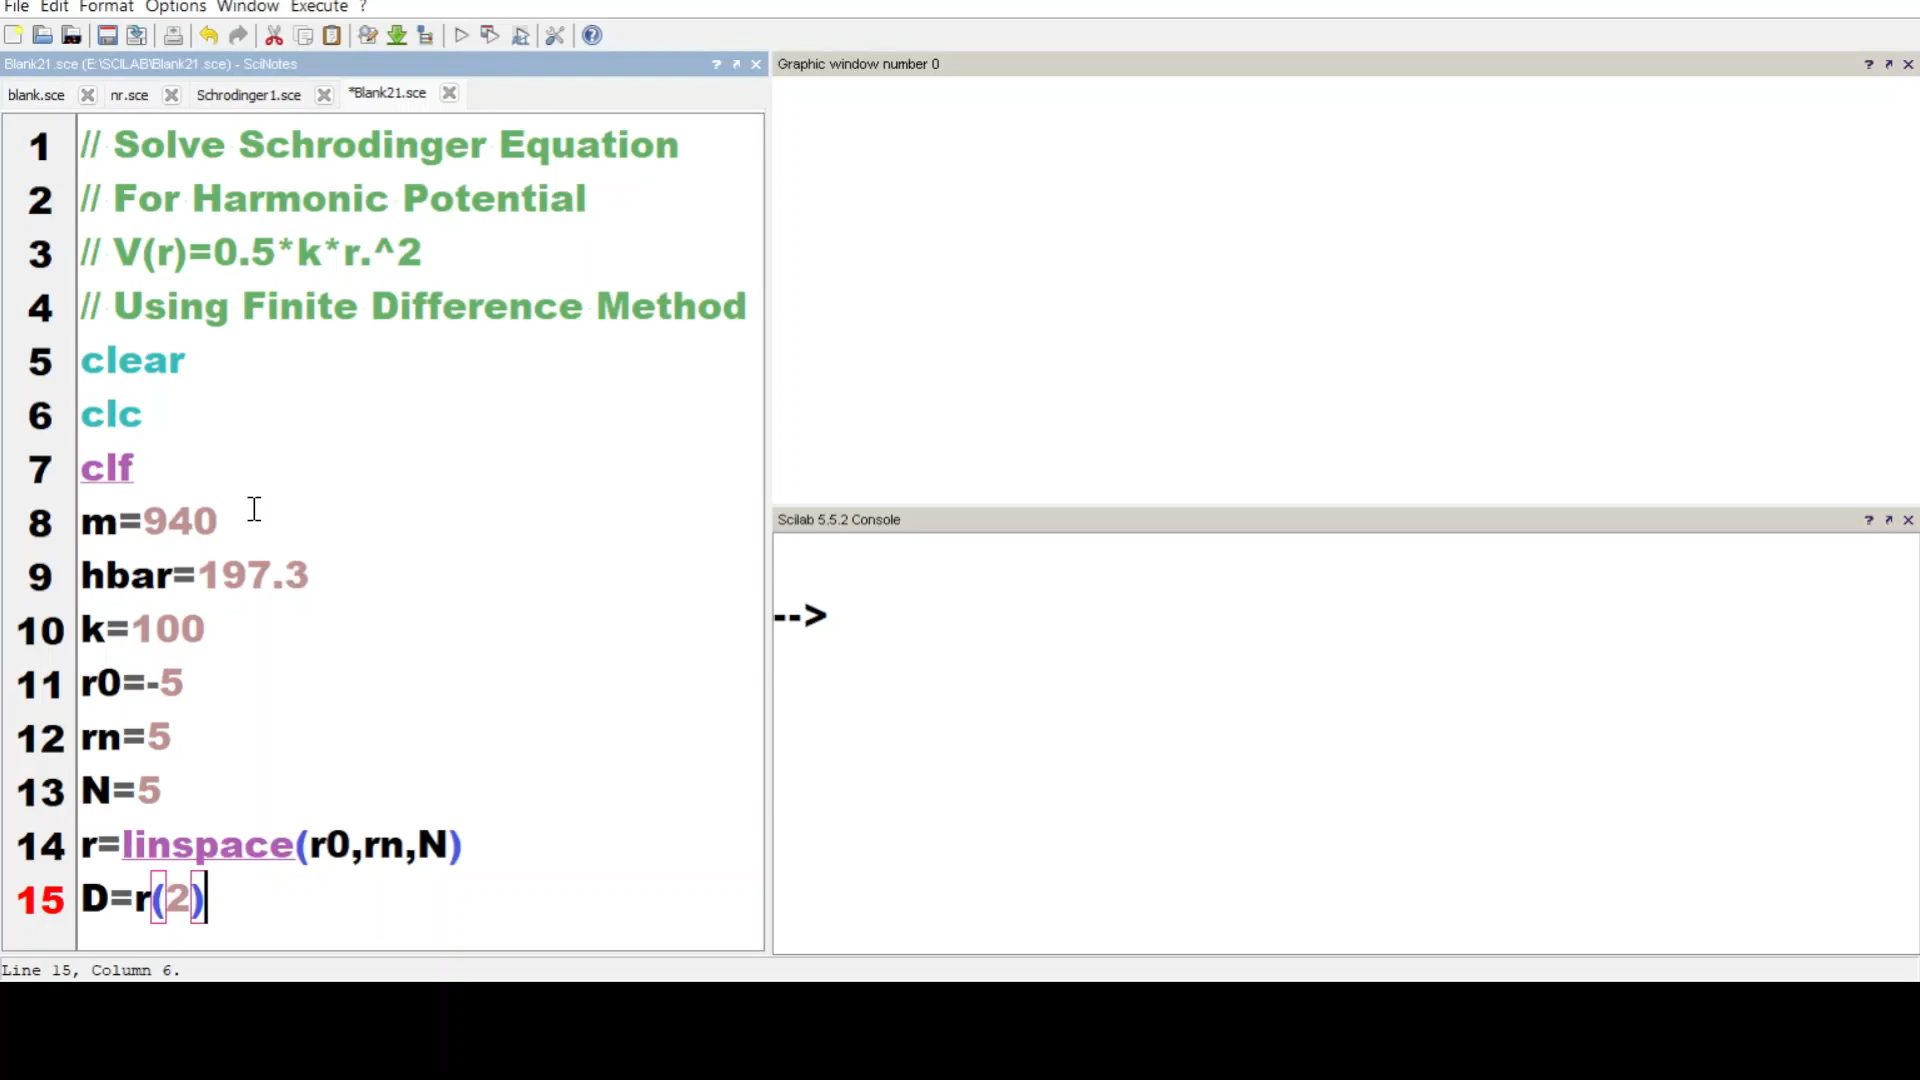 File Edit Format Options Window Execute ?
Blank21.sce (E:\SCILAB\Blank21.sce) - SciNotes
? ×
blank.sce nr.sce Schrodinger1.sce *Blank21.sce
1 // Solve Schrodinger Equation
2 // For Harmonic Potential
3 // V(r)=0.5*k*r.^2
4 // Using Finite Difference Method
5 clear
6 clc
7 clf
8 m=940
9 hbar=197.3
10 k=100
11 r0=-5
12 rn=5
13 N=5
14 r=linspace(r0,rn,N)
15 D=r(2)
Line 15, Column 6.
Graphic window number 0
? ×
Scilab 5.5.2 Console
? ×
-->